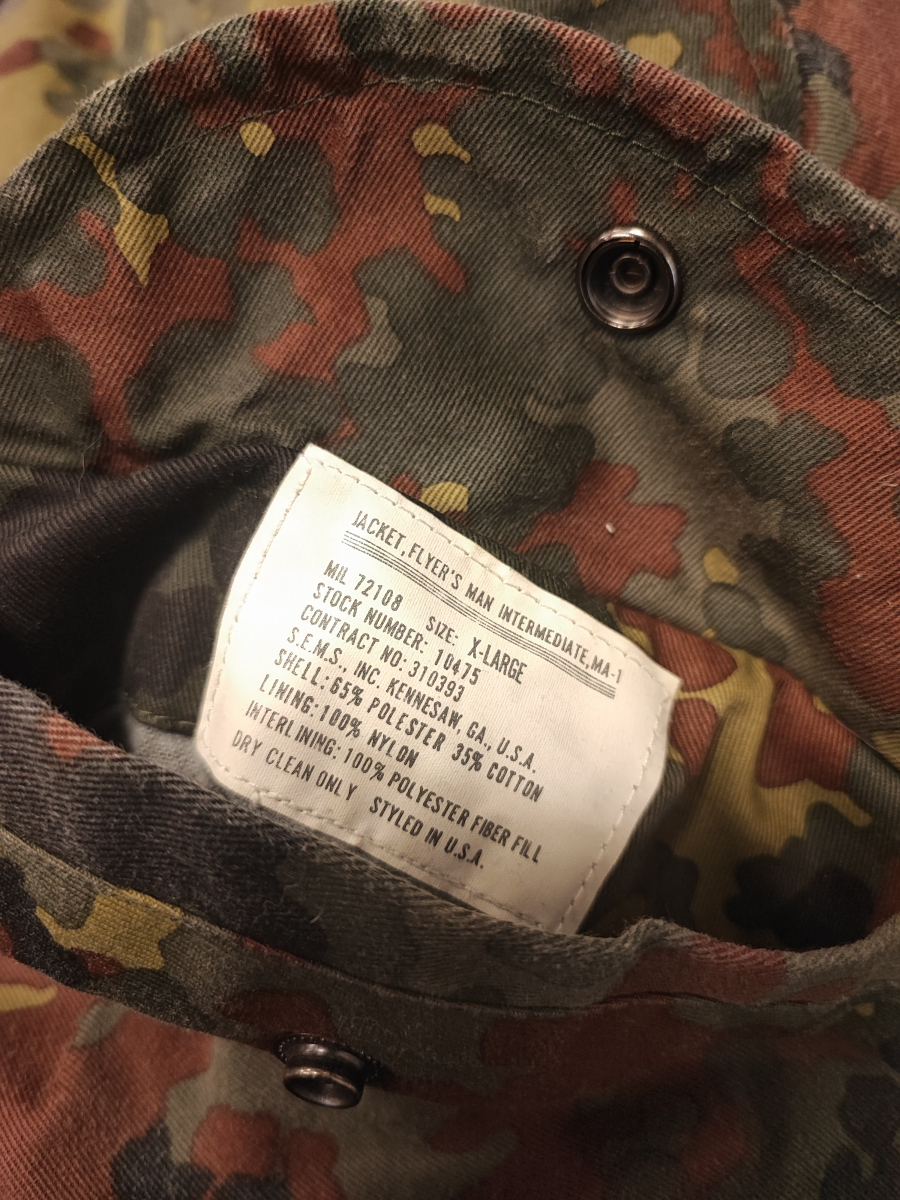 JACKET, FLYER'S MAN INTERMEDIATE, MA-1
MIL 72108 SIZE: X-LARGE
STOCK NUMBER: 10475
CONTRACT NO: 310393
S.E.M.S., INC. KENNESAW, GA., U.S.A.
SHELL: 65% POLESTER 35% COTTON
LINING: 100% NYLON
INTERLINING: 100% POLYESTER FIBER FILL
DRY CLEAN ONLY STYLED IN U.S.A.